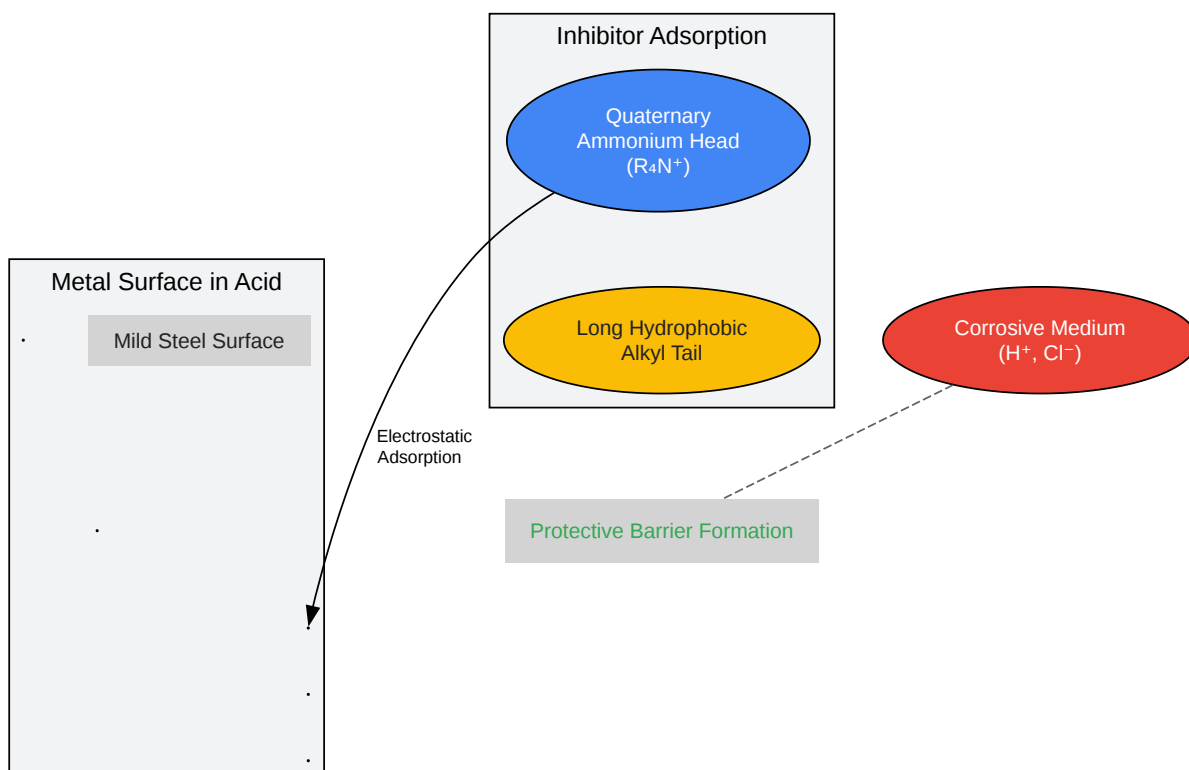 Inhibitor Adsorption
Quaternary
Ammonium Head
(R₄N⁺)
Metal Surface in Acid
Mild Steel Surface
Long Hydrophobic
Alkyl Tail
Corrosive Medium
(H⁺, Cl⁻)
Electrostatic
Adsorption
Protective Barrier Formation